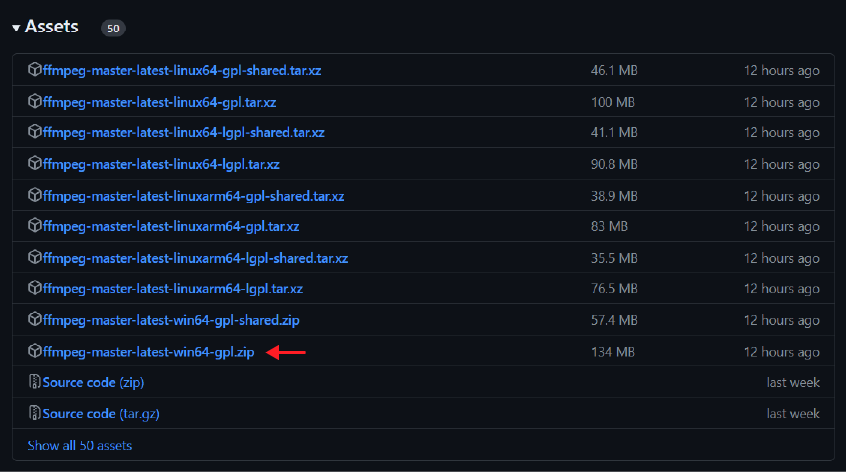 Assets 50
ffmpeg-master-latest-linux64-gpl-shared.tar.xz 46.1 MB 12 hours ago
ffmpeg-master-latest-linux64-gpl.tar.xz 100 MB 12 hours ago
ffmpeg-master-latest-linux64-lgpl-shared.tar.xz 41.1 MB 12 hours ago
ffmpeg-master-latest-linux64-lgpl.tar.xz 90.8 MB 12 hours ago
ffmpeg-master-latest-linuxarm64-gpl-shared.tar.xz 38.9 MB 12 hours ago
ffmpeg-master-latest-linuxarm64-gpl.tar.xz 83 MB 12 hours ago
ffmpeg-master-latest-linuxarm64-lgpl-shared.tar.xz 35.5 MB 12 hours ago
ffmpeg-master-latest-linuxarm64-lgpl.tar.xz 76.5 MB 12 hours ago
ffmpeg-master-latest-win64-gpl-shared.zip 57.4 MB 12 hours ago
ffmpeg-master-latest-win64-gpl.zip 134 MB 12 hours ago
Source code (zip) last week
Source code (tar.gz) last week
Show all 50 assets